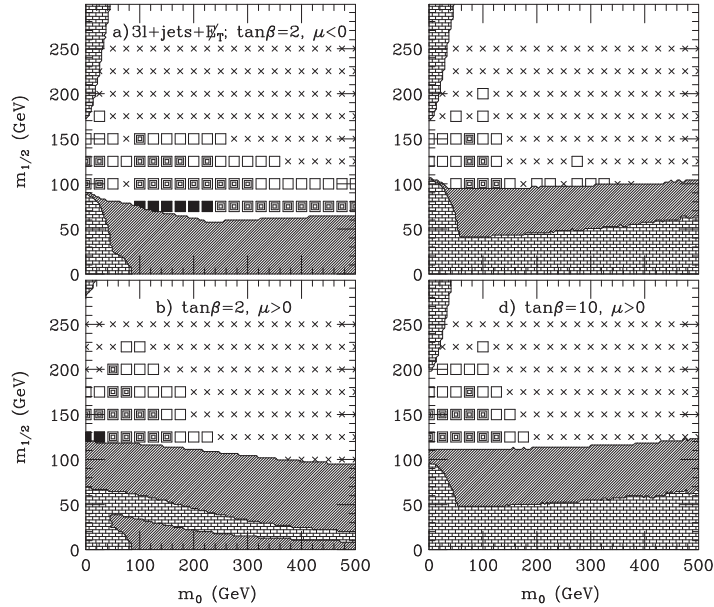 a) 3l+jets+E̸T; tanβ=2, μ<0
250
200
150
100
50
0
m1/2 (GeV)
b) tanβ=2, μ>0
d) tanβ=10, μ>0
250
200
150
100
50
0
m1/2 (GeV)
0 100 200 300 400 500
0 100 200 300 400 500
m0 (GeV)
m0 (GeV)